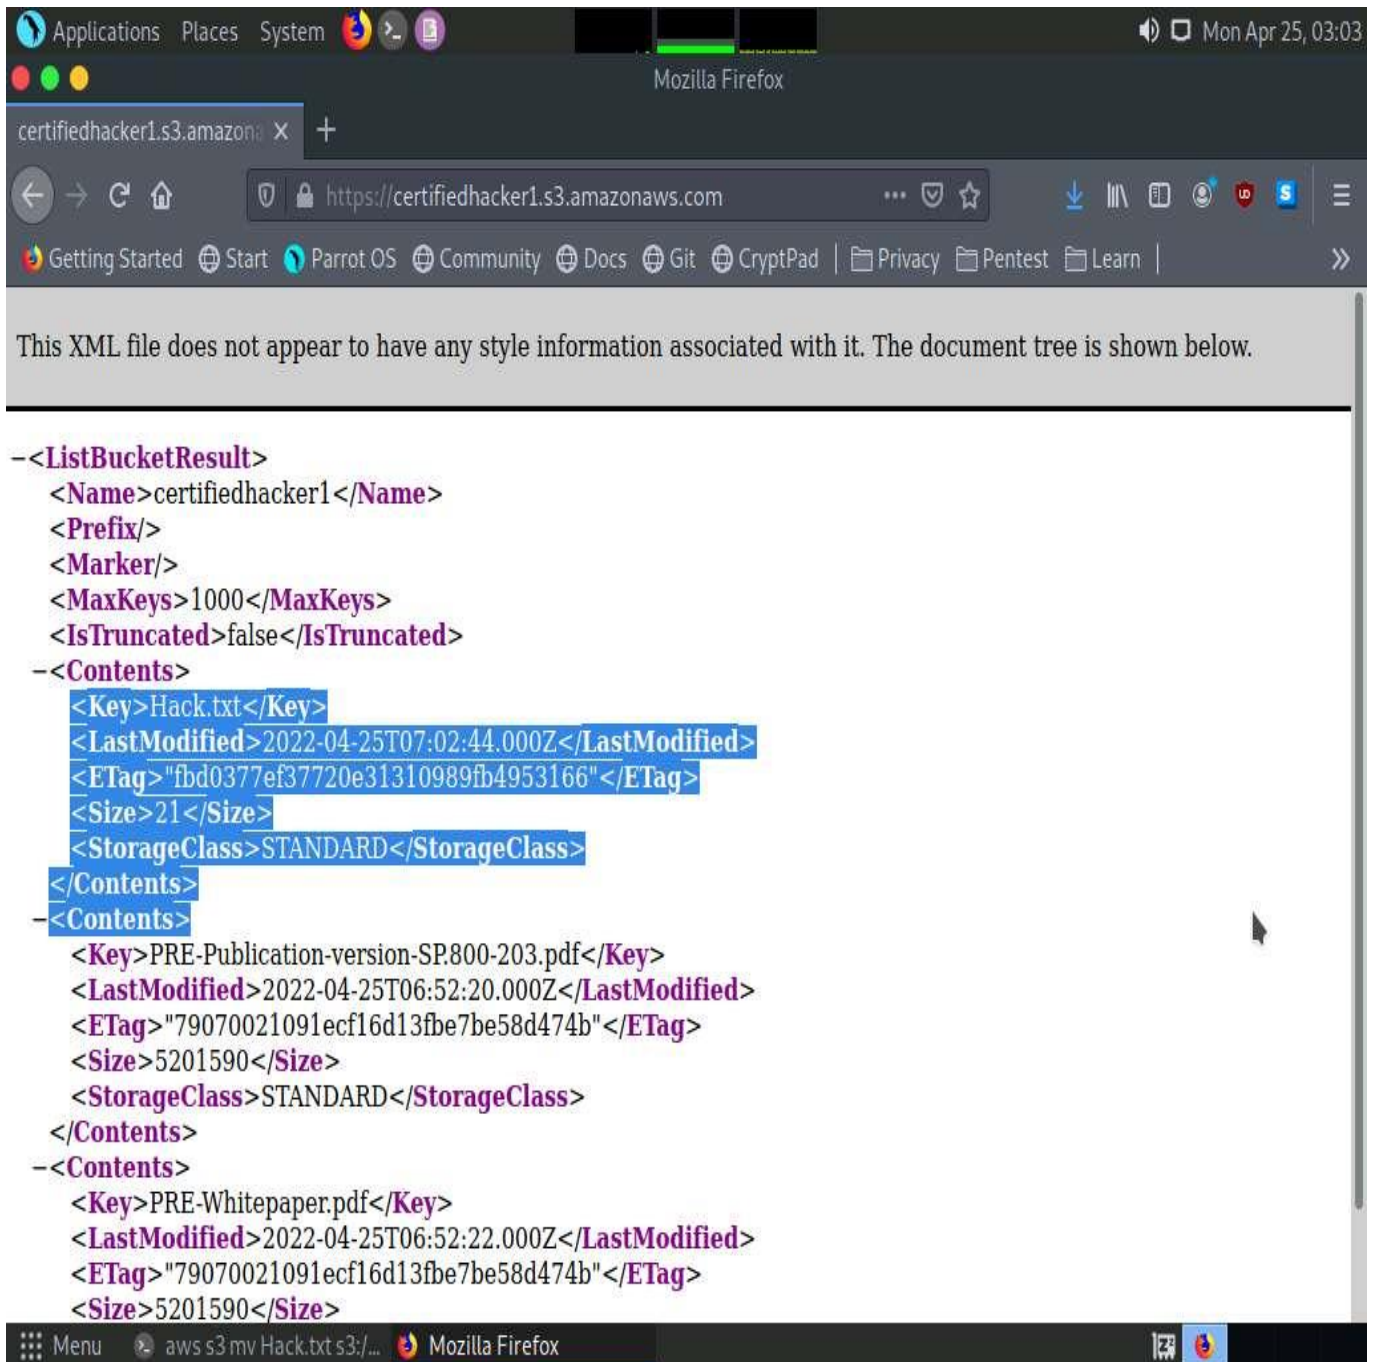 Applications Places System Mon Apr 25, 03:03
Mozilla Firefox
certifiedhacker1.s3.amazona
https://certifiedhacker1.s3.amazonaws.com
Getting Started Start Parrot OS Community Docs Git CryptPad Privacy Pentest Learn
This XML file does not appear to have any style information associated with it. The document tree is shown below.
−<ListBucketResult>
<Name>certifiedhacker1</Name>
<Prefix/>
<Marker/>
<MaxKeys>1000</MaxKeys>
<IsTruncated>false</IsTruncated>
−<Contents>
<Key>Hack.txt</Key>
<LastModified>2022-04-25T07:02:44.000Z</LastModified>
<ETag>"fbd0377ef37720e31310989fb4953166"</ETag>
<Size>21</Size>
<StorageClass>STANDARD</StorageClass>
</Contents>
−<Contents>
<Key>PRE-Publication-version-SP.800-203.pdf</Key>
<LastModified>2022-04-25T06:52:20.000Z</LastModified>
<ETag>"79070021091ecf16d13fbe7be58d474b"</ETag>
<Size>5201590</Size>
<StorageClass>STANDARD</StorageClass>
</Contents>
−<Contents>
<Key>PRE-Whitepaper.pdf</Key>
<LastModified>2022-04-25T06:52:22.000Z</LastModified>
<ETag>"79070021091ecf16d13fbe7be58d474b"</ETag>
<Size>5201590</Size>
Menu aws s3 mv Hack.txt s3:/... Mozilla Firefox